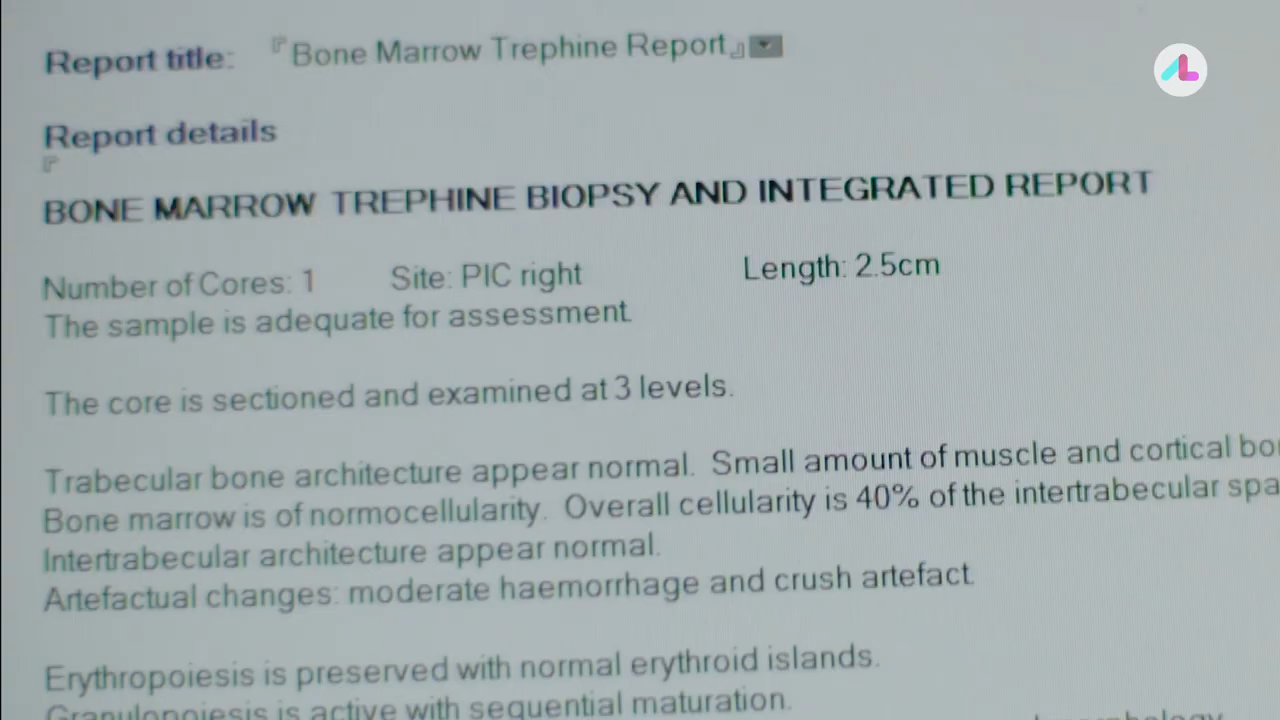 Report title: 『Bone Marrow Trephine Report』
Report details
『
BONE MARROW TREPHINE BIOPSY AND INTEGRATED REPORT
Number of Cores: 1 Site: PIC right Length: 2.5cm
The sample is adequate for assessment.
The core is sectioned and examined at 3 levels.
Trabecular bone architecture appear normal. Small amount of muscle and cortical
Bone marrow is of normocellularity. Overall cellularity is 40% of the intertrabecular
Intertrabecular architecture appear normal.
Artefactual changes: moderate haemorrhage and crush artefact.
Erythropoiesis is preserved with normal erythroid islands.
Granulopoiesis is active with sequential maturation.